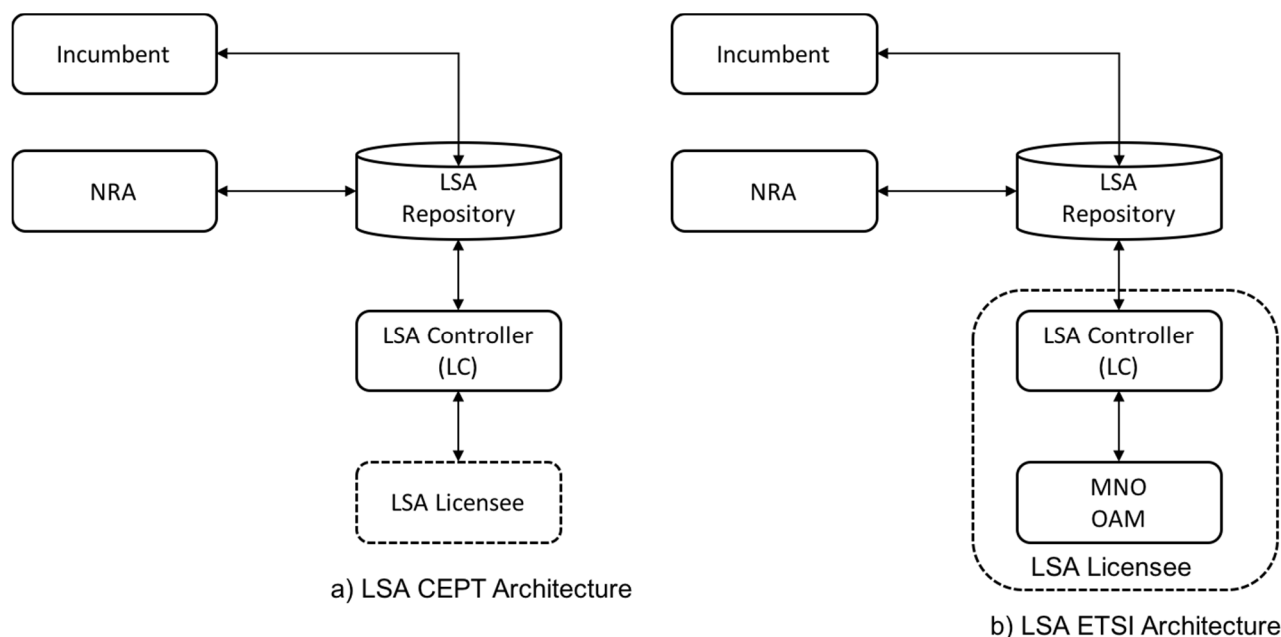 Incumbent
NRA
LSA
Repository
LSA Controller
(LC)
LSA Licensee
a) LSA CEPT Architecture
Incumbent
NRA
LSA
Repository
LSA Controller
(LC)
MNO
OAM
LSA Licensee
b) LSA ETSI Architecture